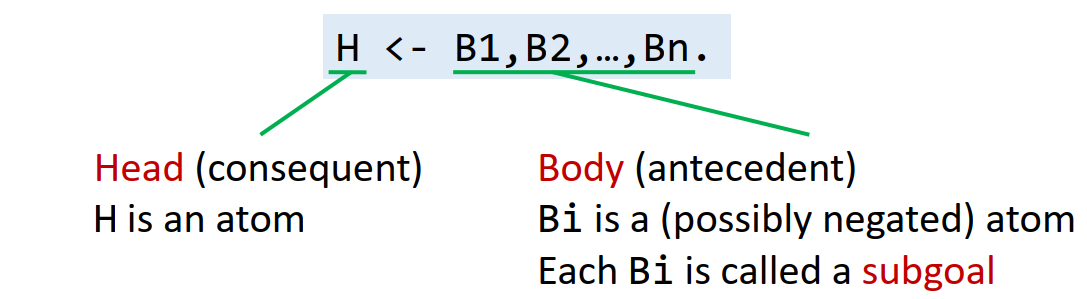 H <- B1,B2,…,Bn.
Head (consequent)
H is an atom
Body (antecedent)
Bi is a (possibly negated) atom
Each Bi is called a subgoal